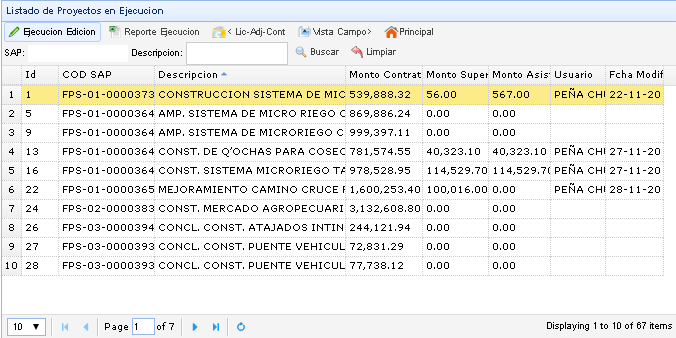 Listado de Proyectos en Ejecucion
Ejecucion Edicion Reporte Ejecucion < Lic-Adj-Cont Vista Campo> Principal
SAP: Descripcion: Buscar Limpiar
Id COD SAP Descripcion Monto Contrat Monto Super Monto Asis Usuario Fcha Modif
1 1 FPS-01-0000373 CONSTRUCCION SISTEMA DE MIC 539,888.32 56.00 567.00 PEÑA CHU 22-11-20
2 5 FPS-01-0000364 AMP. SISTEMA DE MICRO RIEGO C 869,886.24 0.00 0.00
3 9 FPS-01-0000364 AMP. SISTEMA DE MICRORIEGO C 999,397.11 0.00 0.00
4 13 FPS-01-0000364 CONST. DE Q'OCHAS PARA COSEC 781,574.55 40,323.10 40,323.10 PEÑA CHU 27-11-20
5 16 FPS-01-0000364 CONST. SISTEMA MICRORIEGO TA 978,528.95 114,529.70 114,529.70 PEÑA CHU 27-11-20
6 22 FPS-01-0000365 MEJORAMIENTO CAMINO CRUCE F 1,600,253.40 100,016.00 0.00 PEÑA CHU 28-11-20
7 24 FPS-02-0000383 CONST. MERCADO AGROPECUARI 3,132,608.80 0.00 0.00
8 26 FPS-03-0000394 CONCL. CONST. ATAJADOS INTIN 244,121.94 0.00 0.00
9 27 FPS-03-0000393 CONCL. CONST. PUENTE VEHICUL 72,831.29 0.00 0.00
10 28 FPS-03-0000393 CONCL. CONST. PUENTE VEHICUL 77,738.12 0.00 0.00
10 Page 1 of 7 Displaying 1 to 10 of 67 items